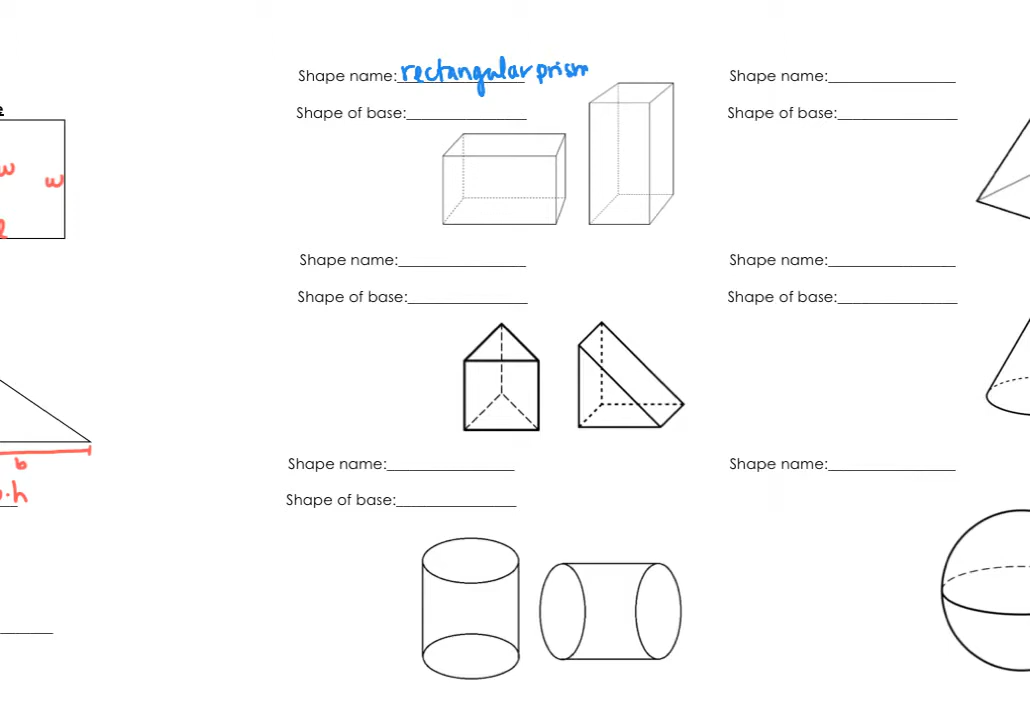 e
w
w
l
b
b·h
Shape name: rectangular prism
Shape of base:
Shape name:
Shape of base:
Shape name:
Shape of base:
Shape name:
Shape of base:
Shape name:
Shape of base:
Shape name: